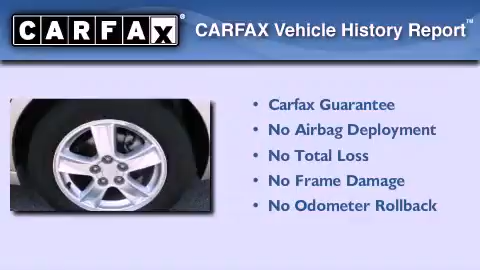 CARFAX® CARFAX Vehicle History Report™
• Carfax Guarantee
• No Airbag Deployment
• No Total Loss
• No Frame Damage
• No Odometer Rollback